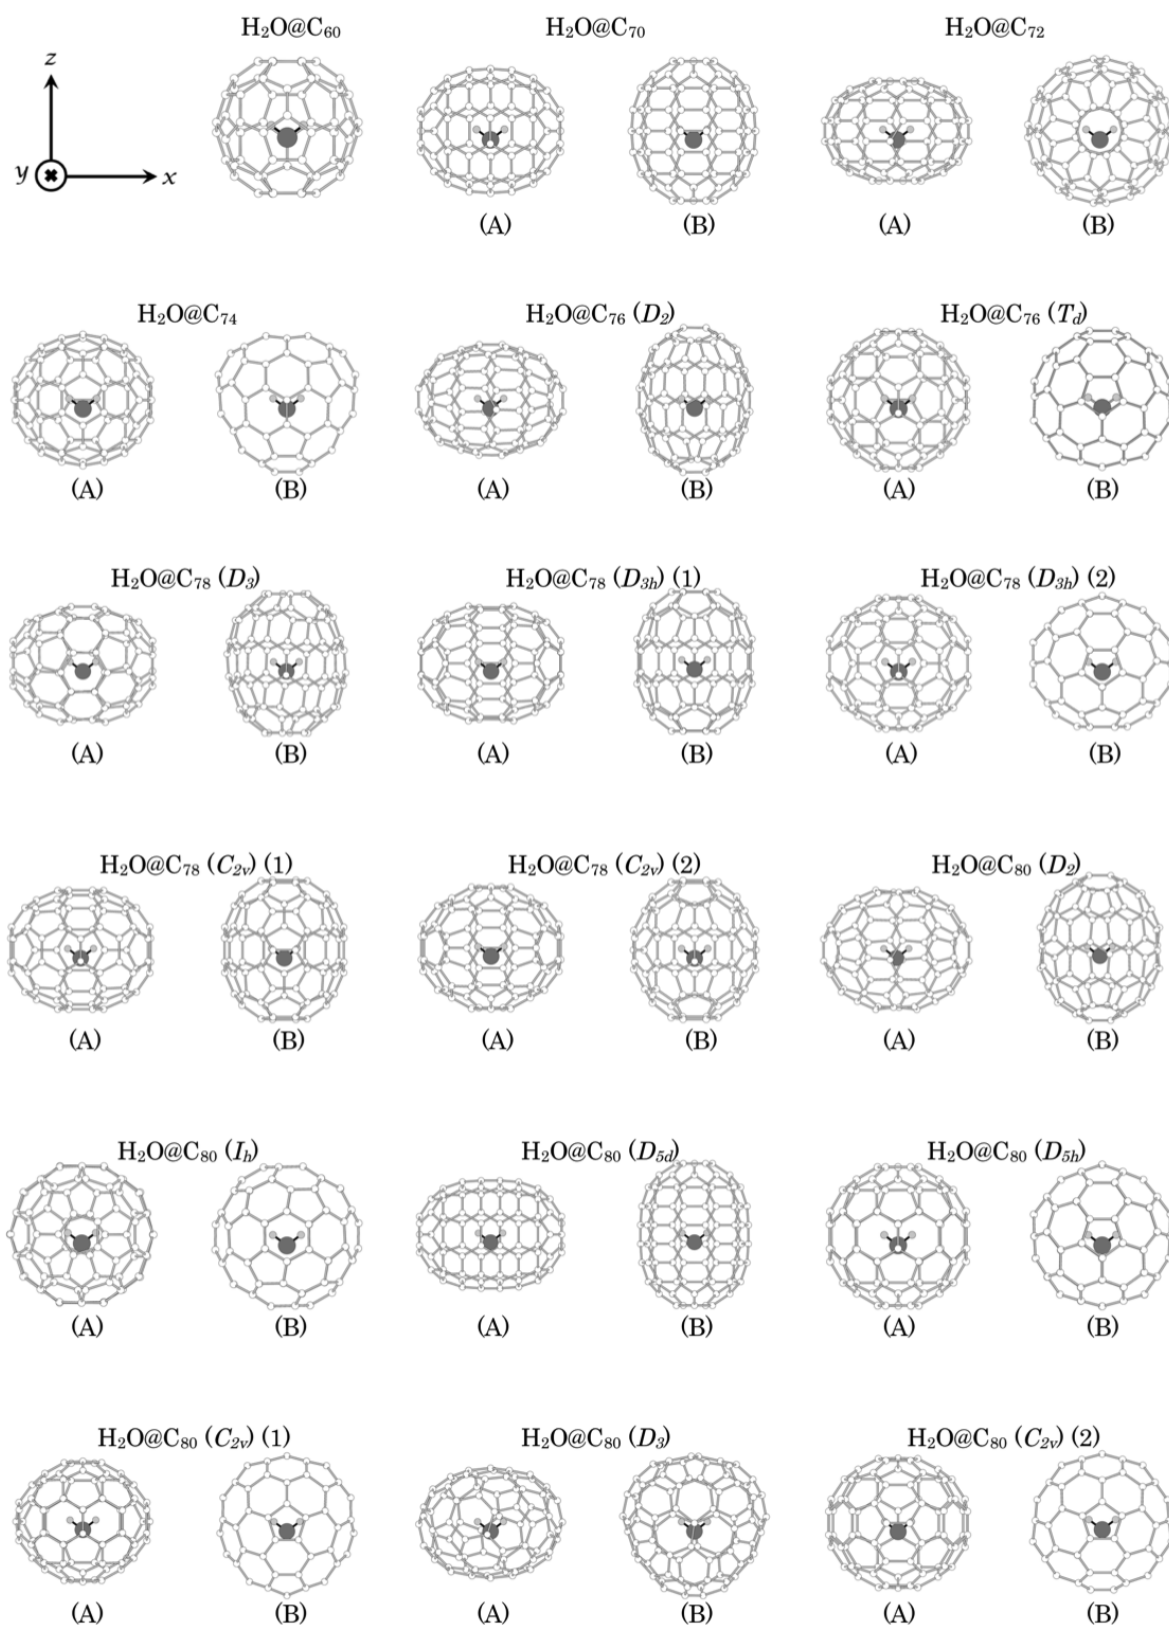 H₂O@C₆₀ H₂O@C₇₀ H₂O@C₇₂
z
y x
(A) (B) (A) (B)
H₂O@C₇₄ H₂O@C₇₆ (D₂) H₂O@C₇₆ (T_d)
(A) (B) (A) (B) (A) (B)
H₂O@C₇₈ (D₃) H₂O@C₇₈ (D₃ₕ) (1) H₂O@C₇₈ (D₃ₕ) (2)
(A) (B) (A) (B) (A) (B)
H₂O@C₇₈ (C₂ᵥ) (1) H₂O@C₇₈ (C₂ᵥ) (2) H₂O@C₈₀ (D₂)
(A) (B) (A) (B) (A) (B)
H₂O@C₈₀ (Iₕ) H₂O@C₈₀ (D₅d) H₂O@C₈₀ (D₅ₕ)
(A) (B) (A) (B) (A) (B)
H₂O@C₈₀ (C₂ᵥ) (1) H₂O@C₈₀ (D₃) H₂O@C₈₀ (C₂ᵥ) (2)
(A) (B) (A) (B) (A) (B)